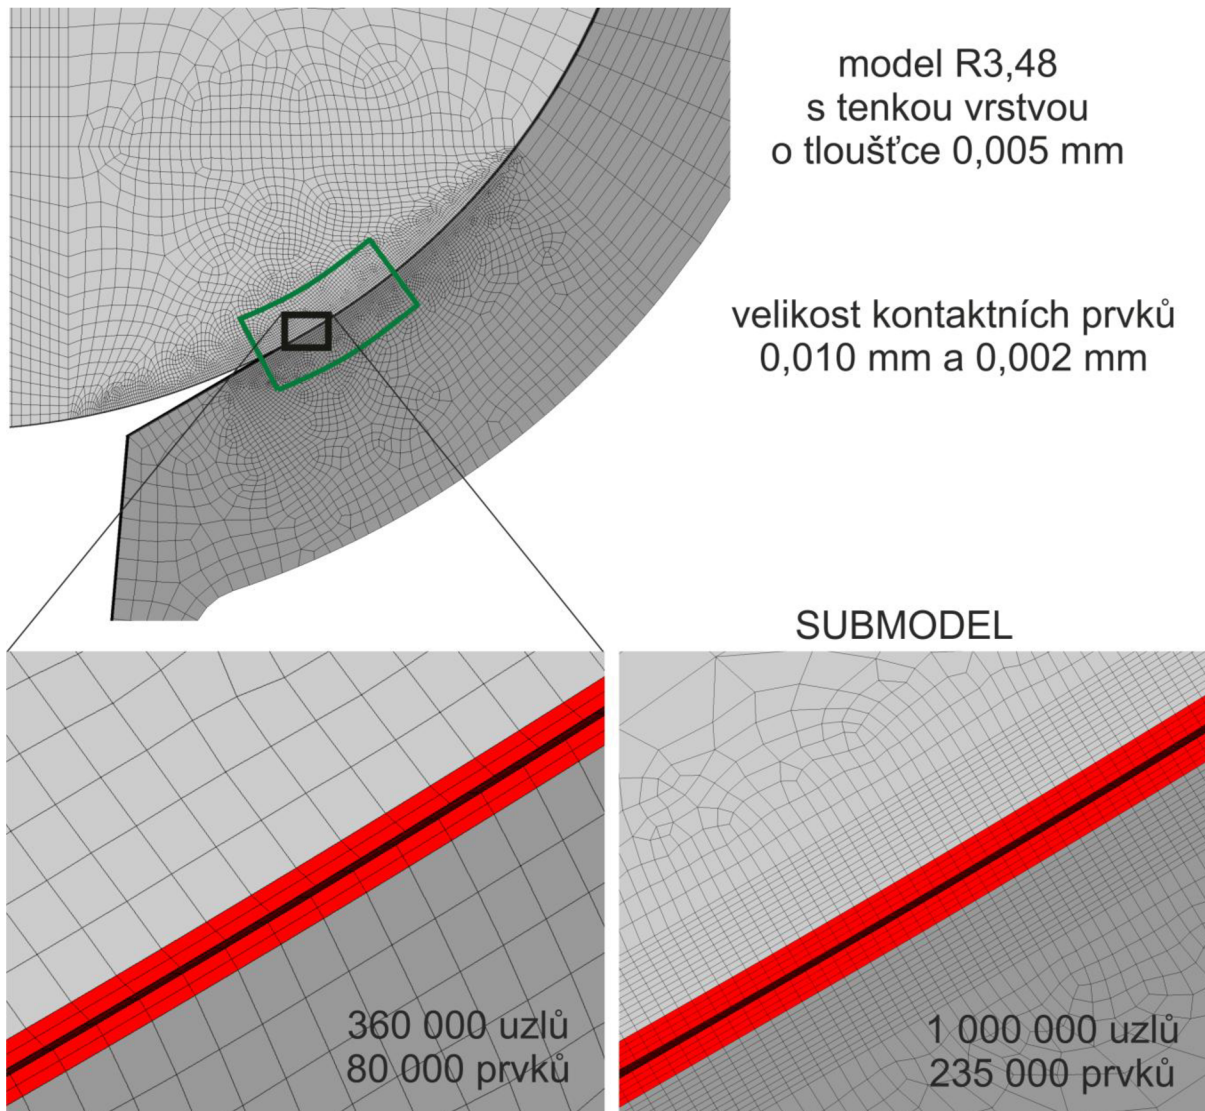 model R3,48
s tenkou vrstvou
o tloušťce 0,005 mm
velikost kontaktních prvků
0,010 mm a 0,002 mm
SUBMODEL
360 000 uzlů
80 000 prvků
1 000 000 uzlů
235 000 prvků